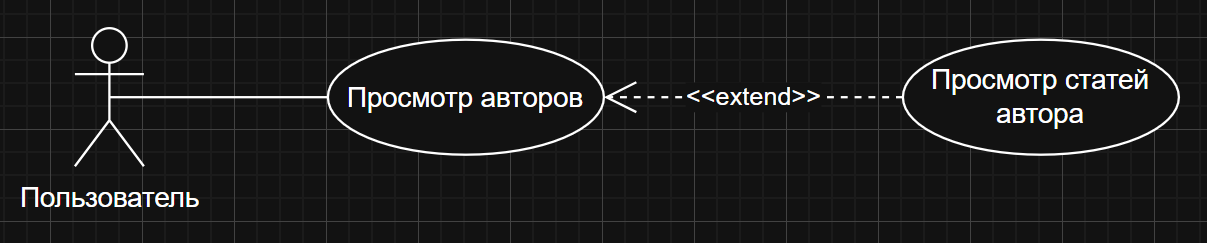 Просмотр авторов
<<extend>>
Просмотр статей
автора
Пользователь